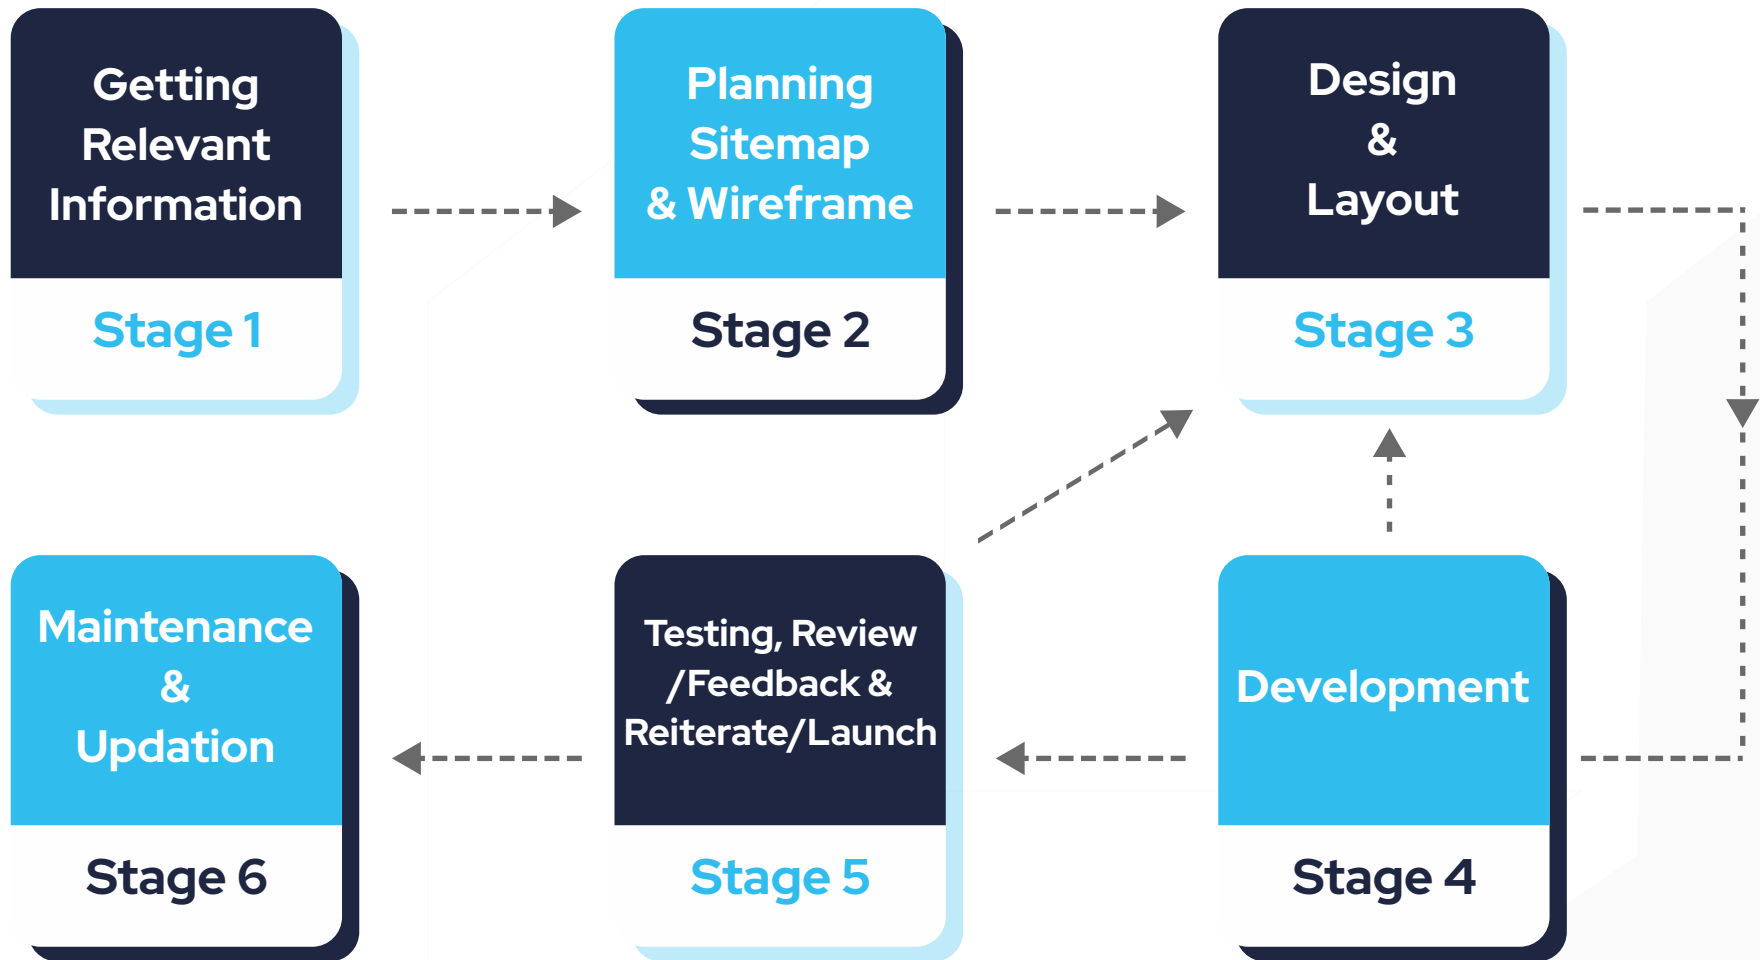 Getting
Relevant
Information
Stage 1
Planning
Sitemap
& Wireframe
Stage 2
Design
&
Layout
Stage 3
Maintenance
&
Updation
Stage 6
Testing, Review
/Feedback &
Reiterate/Launch
Stage 5
Development
Stage 4